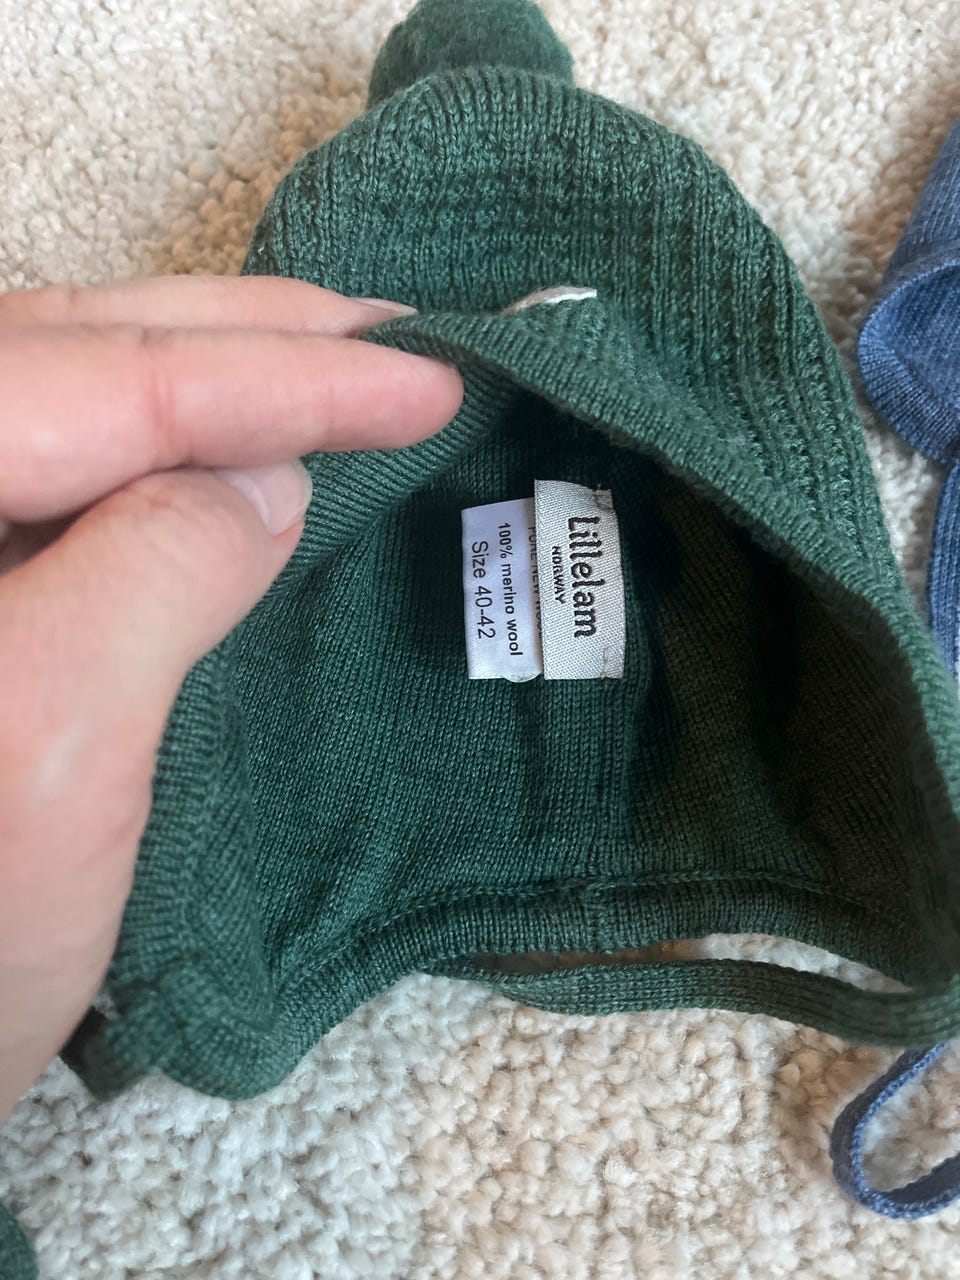 Lillelam
NORWAY
100% merino wool
Size 40-42